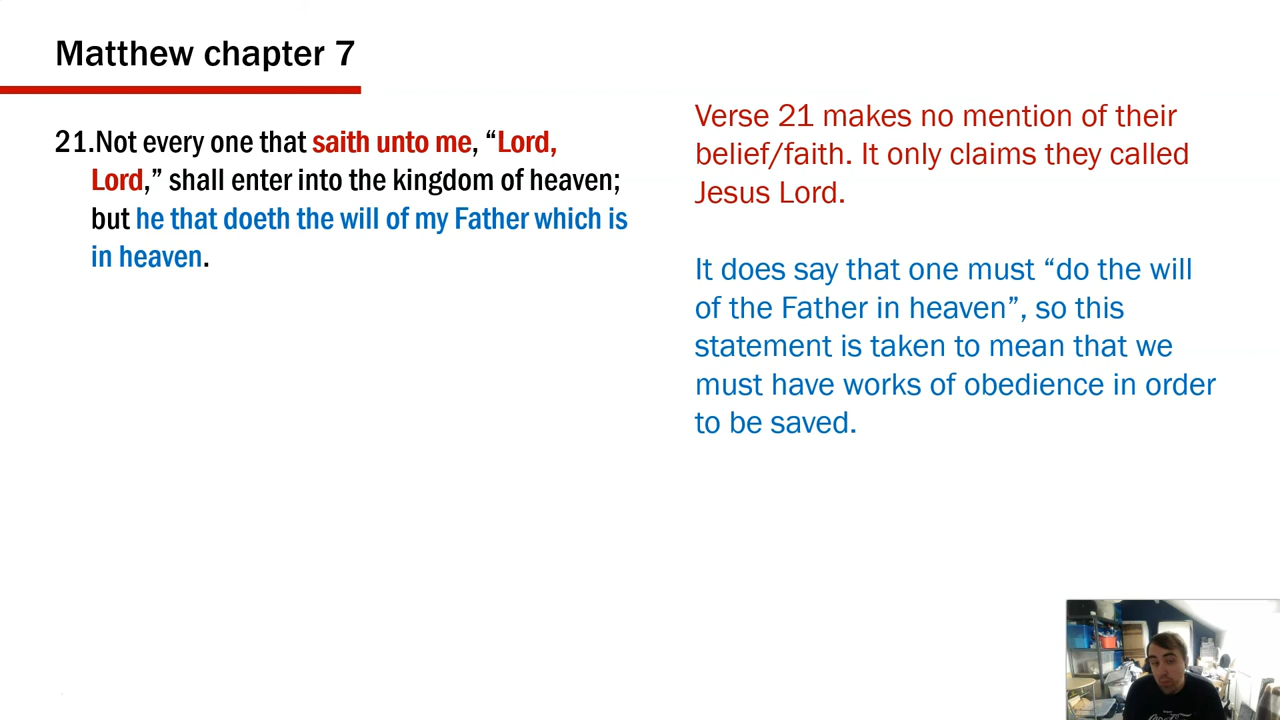 Matthew chapter 7
21.Not every one that saith unto me, “Lord,
Lord,” shall enter into the kingdom of heaven;
but he that doeth the will of my Father which is
in heaven.
Verse 21 makes no mention of their
belief/faith. It only claims they called
Jesus Lord.
It does say that one must “do the will
of the Father in heaven”, so this
statement is taken to mean that we
must have works of obedience in order
to be saved.